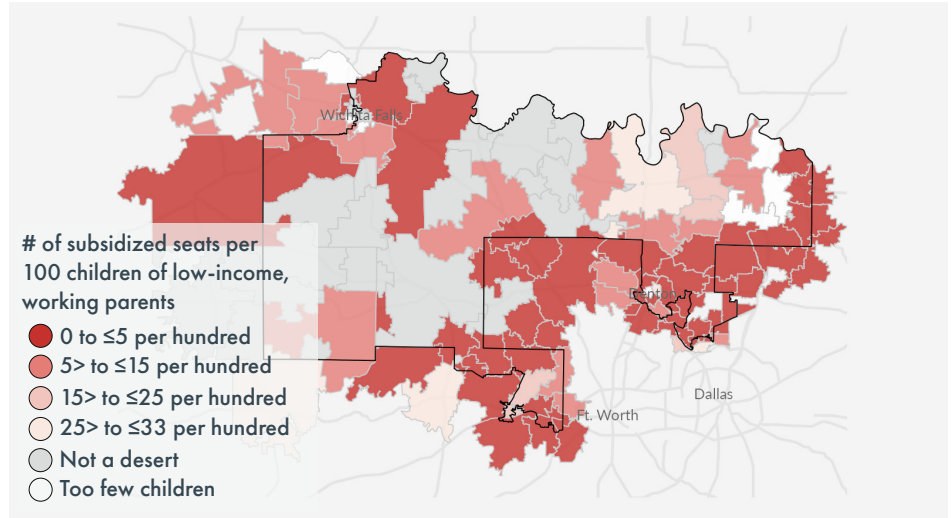 Wichita Falls
# of subsidized seats per
100 children of low-income,
working parents
0 to ≤5 per hundred
5> to ≤15 per hundred
15> to ≤25 per hundred
25> to ≤33 per hundred
Not a desert
Too few children
Denton
Dallas
Ft. Worth